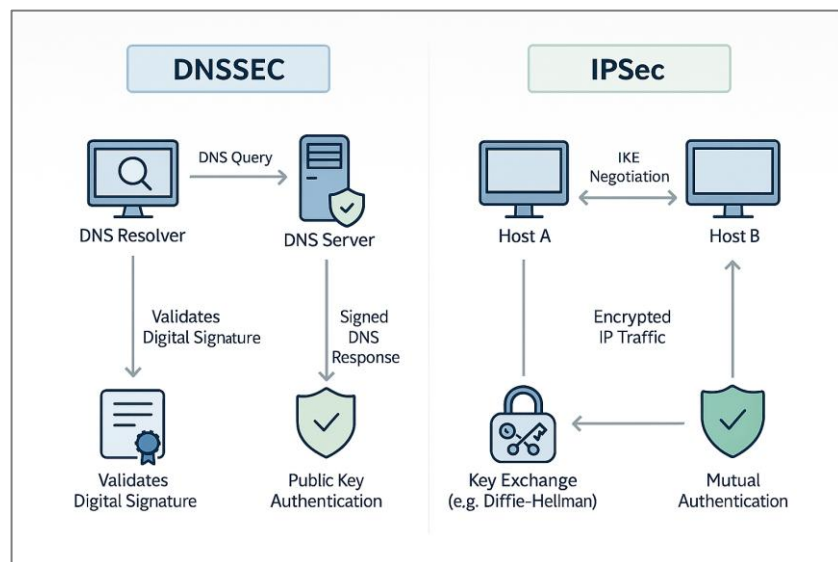 DNSSEC
DNS Query
DNS Resolver
DNS Server
Validates
Digital Signature
Signed
DNS
Response
Validates
Digital Signature
Public Key
Authentication
IPSec
IKE
Negotiation
Host A
Host B
Encrypted
IP Traffic
Key Exchange
(e.g. Diffie-Hellman)
Mutual
Authentication